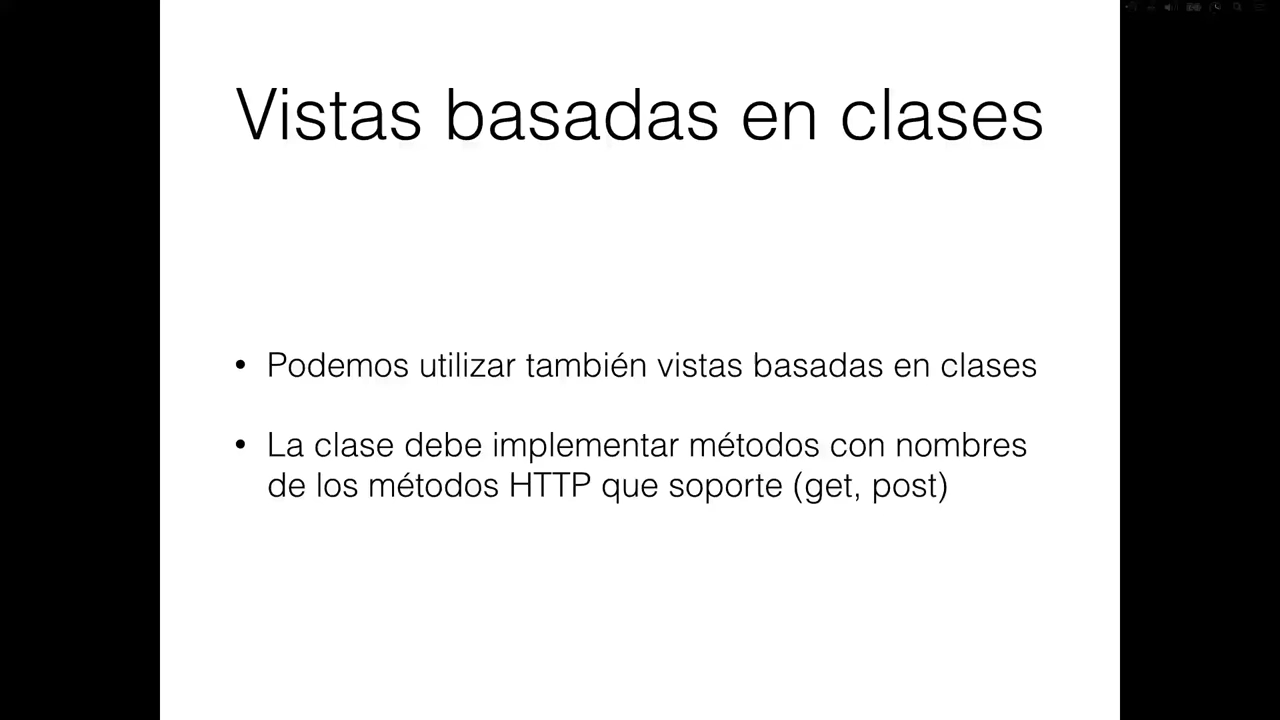 Vistas basadas en clases
• Podemos utilizar también vistas basadas en clases
• La clase debe implementar métodos con nombres
de los métodos HTTP que soporte (get, post)